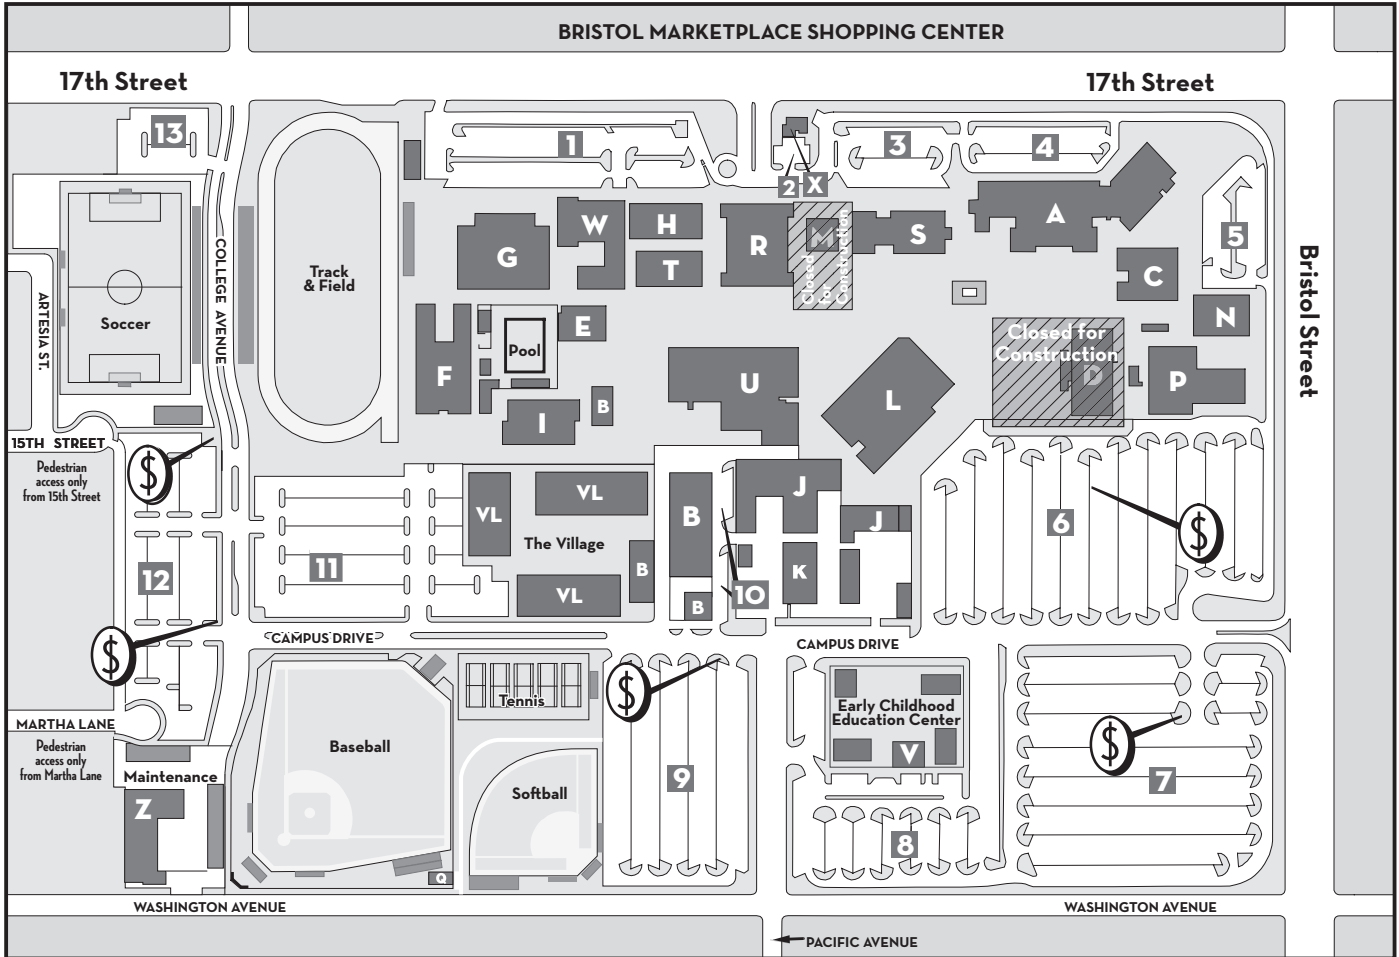 BRISTOL MARKETPLACE SHOPPING CENTER
17th Street
17th Street
13
1
2
X
3
4
5
COLLEGE AVENUE
ARTESIA ST.
Soccer
Track
& Field
G
W
H
T
R
M
Closed
for
Construction
S
A
C
N
Bristol Street
F
E
Pool
I
B
U
L
Closed for
Construction
D
P
15TH STREET
Pedestrian
access only
from 15th Street
$
12
$
11
VL
VL
The Village
VL
B
B
B
10
J
J
K
6
$
CAMPUS DRIVE
CAMPUS DRIVE
MARTHA LANE
Pedestrian
access only
from Martha Lane
Maintenance
Z
Baseball
Q
Tennis
Softball
$
9
Early Childhood
Education Center
V
8
$
7
WASHINGTON AVENUE
WASHINGTON AVENUE
PACIFIC AVENUE